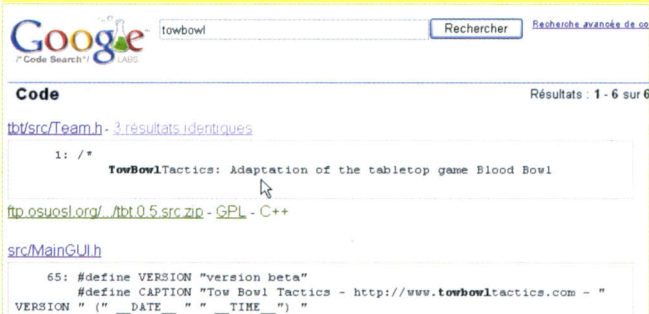 Google
/* Code Search */ LABS
towbowl
Rechercher
Recherche avancée de co
Code
Résultats : 1 - 6 sur 6
tbt/src/Team.h - 3 résultats identiques
1: /*
TowBowlTactics: Adaptation of the tabletop game Blood Bowl
ftp.osuosl.org/.../tbt.0.5.src.zip - GPL - C++
src/MainGUI.h
65: #define VERSION "version beta"
#define CAPTION "Tow Bowl Tactics - http://www.towbowltactics.com - "
VERSION " (" __DATE__ " " __TIME__ ") "